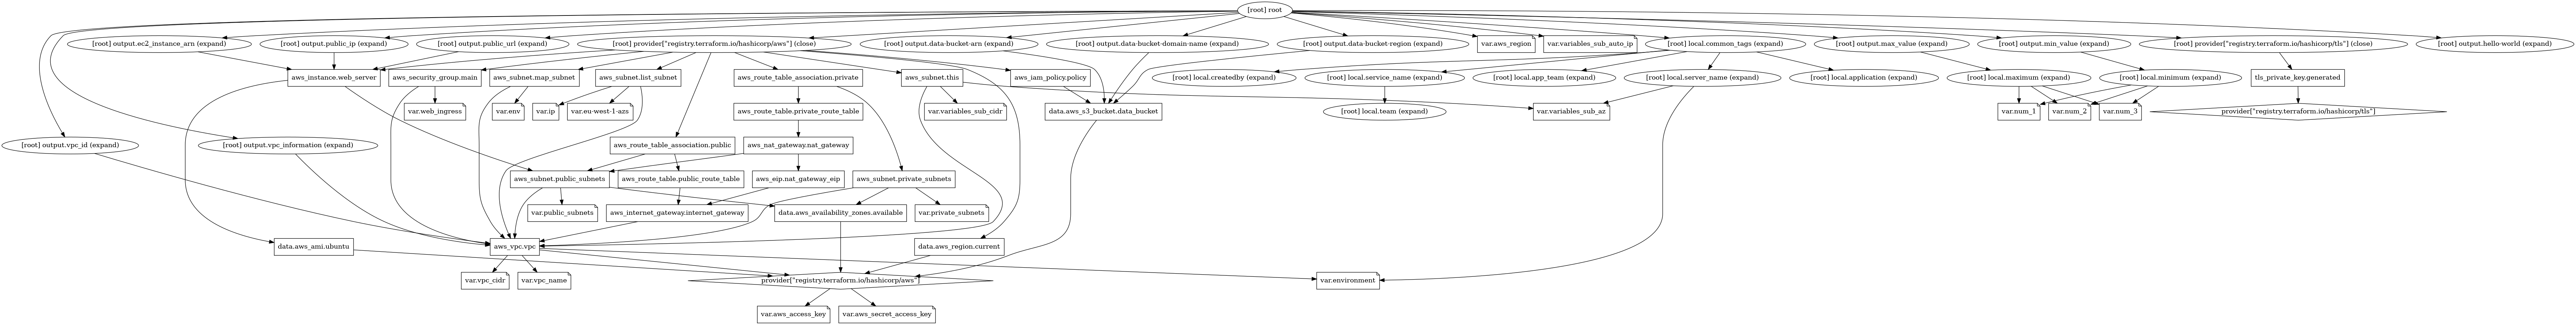 [root] root
[root] output.ec2_instance_arn (expand)
[root] output.public_ip (expand)
[root] output.public_url (expand)
[root] provider["registry.terraform.io/hashicorp/aws"] (close)
[root] output.data-bucket-arn (expand)
[root] output.data-bucket-domain-name (expand)
[root] output.data-bucket-region (expand)
var.aws_region
var.variables_sub_auto_ip
[root] local.common_tags (expand)
[root] output.max_value (expand)
[root] output.min_value (expand)
[root] provider["registry.terraform.io/hashicorp/tls"] (close)
[root] output.hello-world (expand)
aws_instance.web_server
aws_security_group.main
aws_subnet.map_subnet
aws_subnet.list_subnet
aws_route_table_association.private
aws_subnet.this
aws_iam_policy.policy
[root] local.createdby (expand)
[root] local.service_name (expand)
[root] local.app_team (expand)
[root] local.server_name (expand)
[root] local.application (expand)
[root] local.maximum (expand)
[root] local.minimum (expand)
tls_private_key.generated
var.web_ingress
var.env
var.ip
var.eu-west-1-azs
aws_route_table.private_route_table
var.variables_sub_cidr
data.aws_s3_bucket.data_bucket
[root] local.team (expand)
var.variables_sub_az
var.num_1
var.num_2
var.num_3
provider["registry.terraform.io/hashicorp/tls"]
[root] output.vpc_id (expand)
[root] output.vpc_information (expand)
aws_route_table_association.public
aws_nat_gateway.nat_gateway
aws_subnet.public_subnets
aws_route_table.public_route_table
aws_eip.nat_gateway_eip
aws_subnet.private_subnets
var.public_subnets
aws_internet_gateway.internet_gateway
data.aws_availability_zones.available
var.private_subnets
data.aws_ami.ubuntu
aws_vpc.vpc
data.aws_region.current
var.vpc_cidr
var.vpc_name
provider["registry.terraform.io/hashicorp/aws"]
var.environment
var.aws_access_key
var.aws_secret_access_key